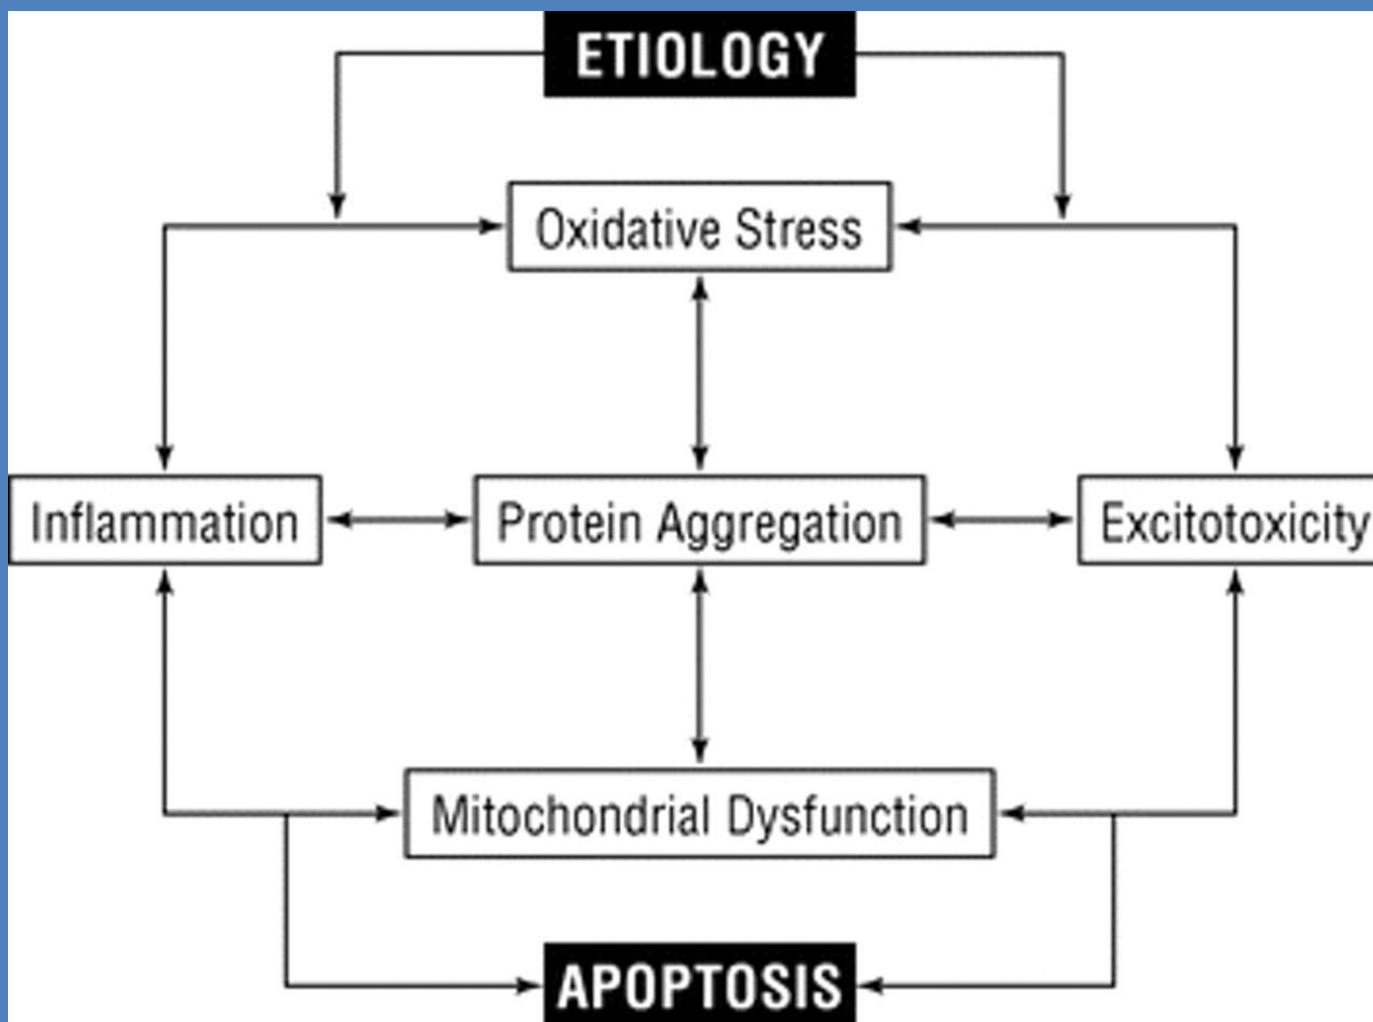 ETIOLOGY
Oxidative Stress
Inflammation
Protein Aggregation
Excitotoxicity
Mitochondrial Dysfunction
APOPTOSIS